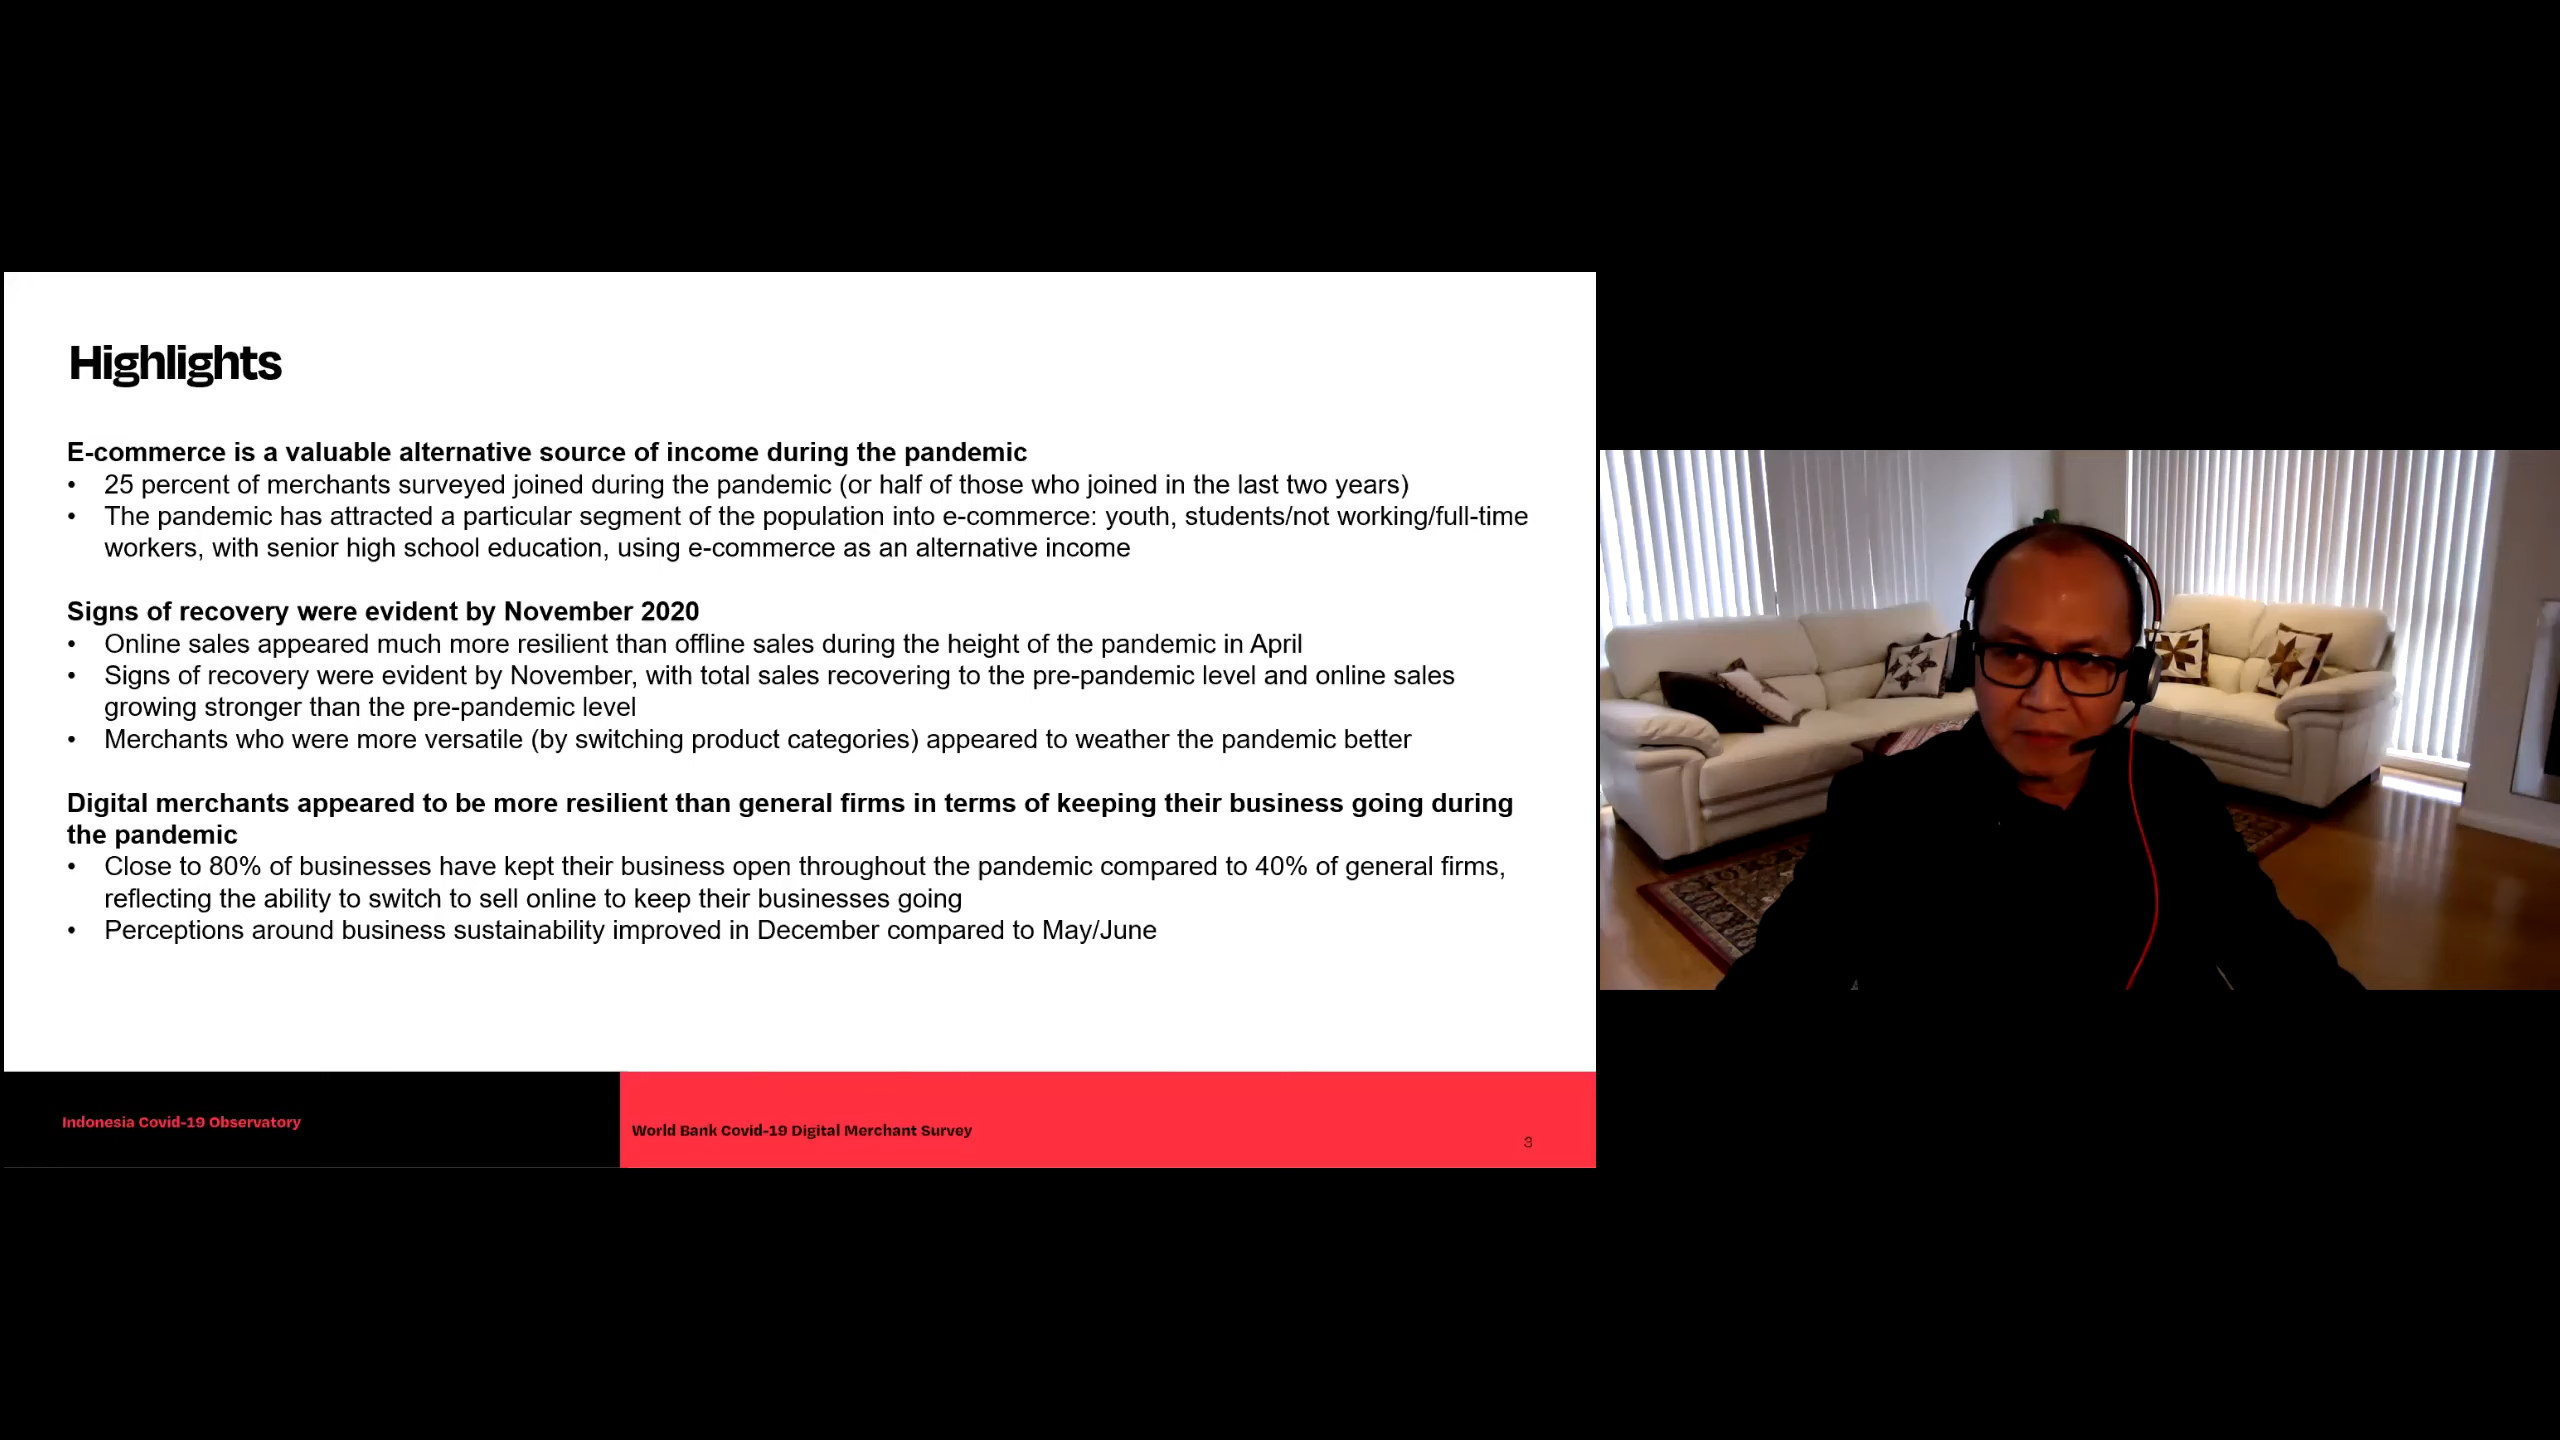 Highlights
E-commerce is a valuable alternative source of income during the pandemic
• 25 percent of merchants surveyed joined during the pandemic (or half of those who joined in the last two years)
• The pandemic has attracted a particular segment of the population into e-commerce: youth, students/not working/full-time
workers, with senior high school education, using e-commerce as an alternative income
Signs of recovery were evident by November 2020
• Online sales appeared much more resilient than offline sales during the height of the pandemic in April
• Signs of recovery were evident by November, with total sales recovering to the pre-pandemic level and online sales
growing stronger than the pre-pandemic level
• Merchants who were more versatile (by switching product categories) appeared to weather the pandemic better
Digital merchants appeared to be more resilient than general firms in terms of keeping their business going during
the pandemic
• Close to 80% of businesses have kept their business open throughout the pandemic compared to 40% of general firms,
reflecting the ability to switch to sell online to keep their businesses going
• Perceptions around business sustainability improved in December compared to May/June
Indonesia Covid-19 Observatory
World Bank Covid-19 Digital Merchant Survey
3